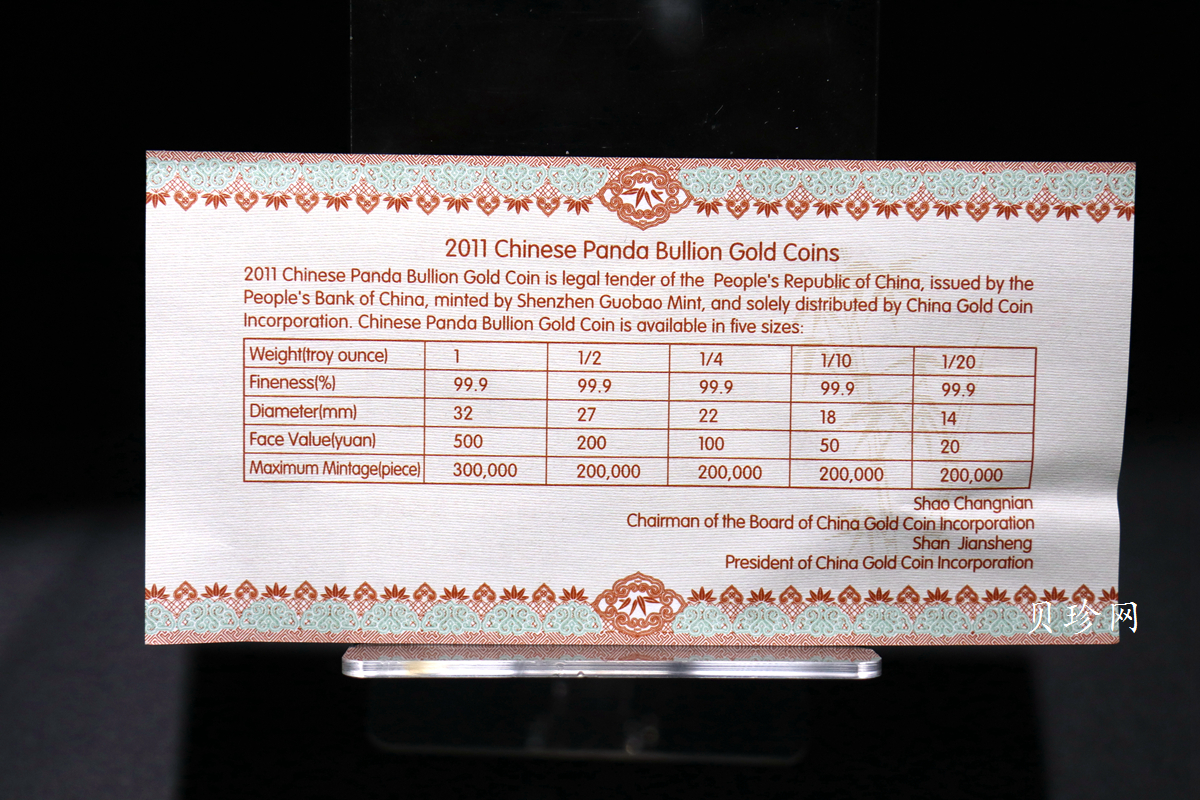 2011 Chinese Panda Bullion Gold Coins
2011 Chinese Panda Bullion Gold Coin is legal tender of the People's Republic of China, issued by the
People's Bank of China, minted by Shenzhen Guobao Mint, and solely distributed by China Gold Coin
Incorporation. Chinese Panda Bullion Gold Coin is available in five sizes:
Weight(troy ounce) 1 1/2 1/4 1/10 1/20
Fineness(%) 99.9 99.9 99.9 99.9 99.9
Diameter(mm) 32 27 22 18 14
Face Value(yuan) 500 200 100 50 20
Maximum Mintage(piece) 300,000 200,000 200,000 200,000 200,000
Shao Changnian
Chairman of the Board of China Gold Coin Incorporation
Shan Jiansheng
President of China Gold Coin Incorporation
贝珍网